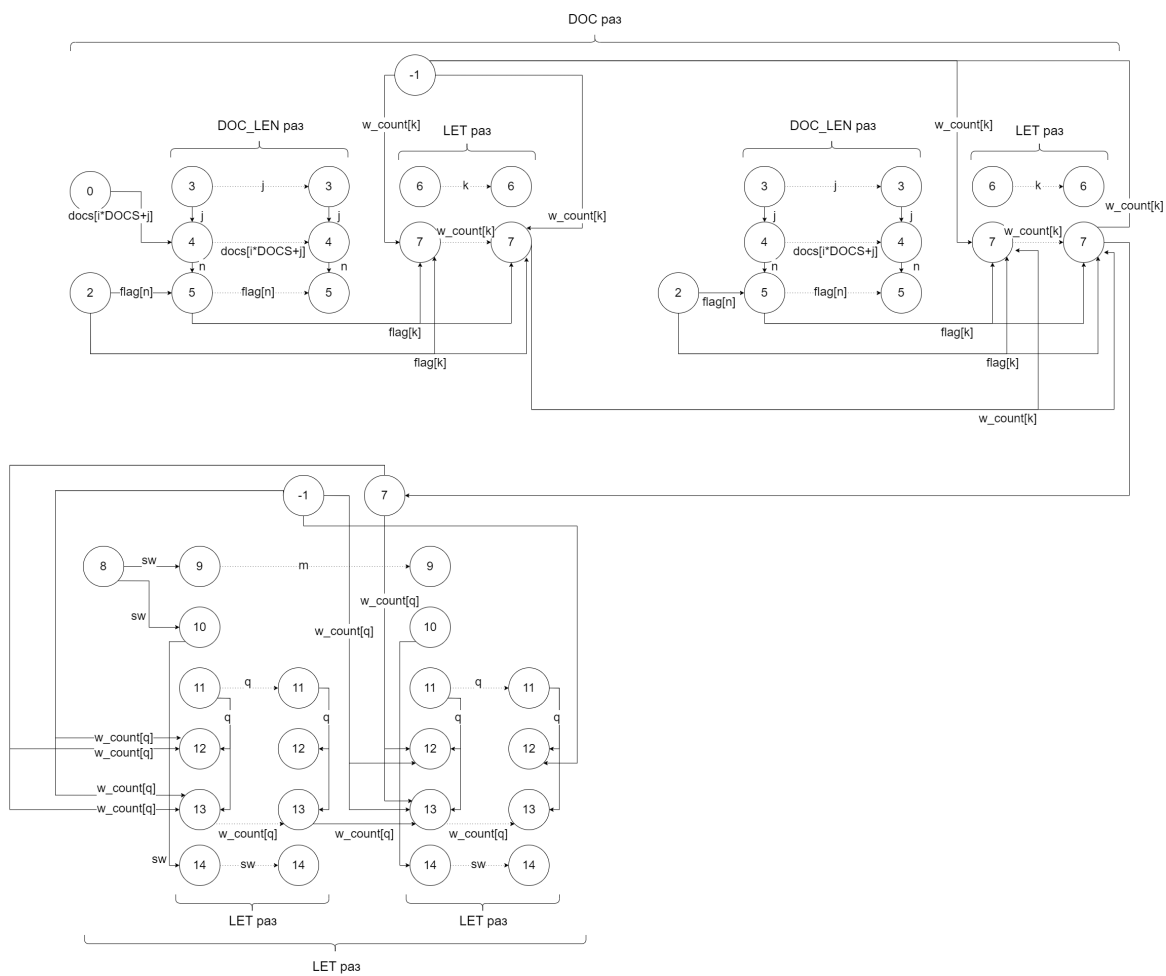 DOC раз
-1
w_count[k]
w_count[k]
DOC_LEN раз
LET раз
DOC_LEN раз
LET раз
0
3
j
3
6
k
6
3
j
3
6
k
6
docs[i*DOCS+j]
j
j
w_count[k]
j
j
w_count[k]
4
docs[i*DOCS+j]
4
7
w_count[k]
7
4
docs[i*DOCS+j]
4
7
w_count[k]
7
n
n
n
n
2
flag[n]
5
flag[n]
5
2
flag[n]
5
flag[n]
5
flag[k]
flag[k]
flag[k]
flag[k]
w_count[k]
-1
7
8
sw
9
m
9
sw
10
w_count[q]
w_count[q]
10
11
q
11
11
q
11
q
q
q
q
w_count[q]
w_count[q]
12
12
12
12
w_count[q]
w_count[q]
13
13
13
13
w_count[q]
w_count[q]
w_count[q]
sw
14
sw
14
14
sw
14
LET раз
LET раз
LET раз